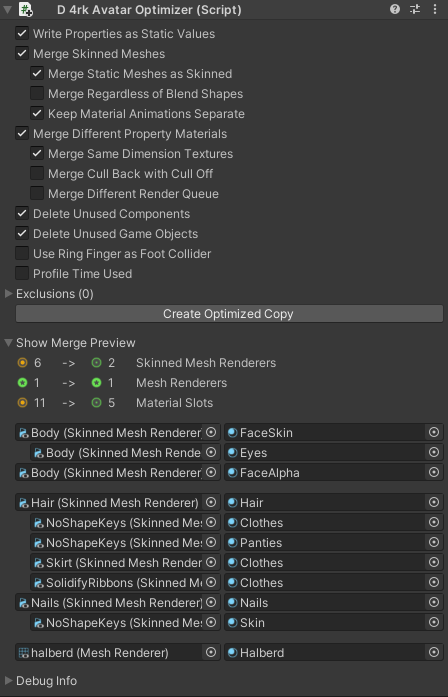 D 4rk Avatar Optimizer (Script)
Write Properties as Static Values
Merge Skinned Meshes
Merge Static Meshes as Skinned
Merge Regardless of Blend Shapes
Keep Material Animations Separate
Merge Different Property Materials
Merge Same Dimension Textures
Merge Cull Back with Cull Off
Merge Different Render Queue
Delete Unused Components
Delete Unused Game Objects
Use Ring Finger as Foot Collider
Profile Time Used
Exclusions (0)
Create Optimized Copy
Show Merge Preview
6 -> 2 Skinned Mesh Renderers
1 -> 1 Mesh Renderers
11 -> 5 Material Slots
Body (Skinned Mesh Renderer FaceSkin
Body (Skinned Mesh Rende Eyes
Body (Skinned Mesh Renderer FaceAlpha
Hair (Skinned Mesh Renderer) Hair
NoShapeKeys (Skinned Me Clothes
NoShapeKeys (Skinned Me Panties
Skirt (Skinned Mesh Render Clothes
SolidifyRibbons (Skinned M Clothes
Nails (Skinned Mesh Renderer) Nails
NoShapeKeys (Skinned Me Skin
halberd (Mesh Renderer) Halberd
Debug Info